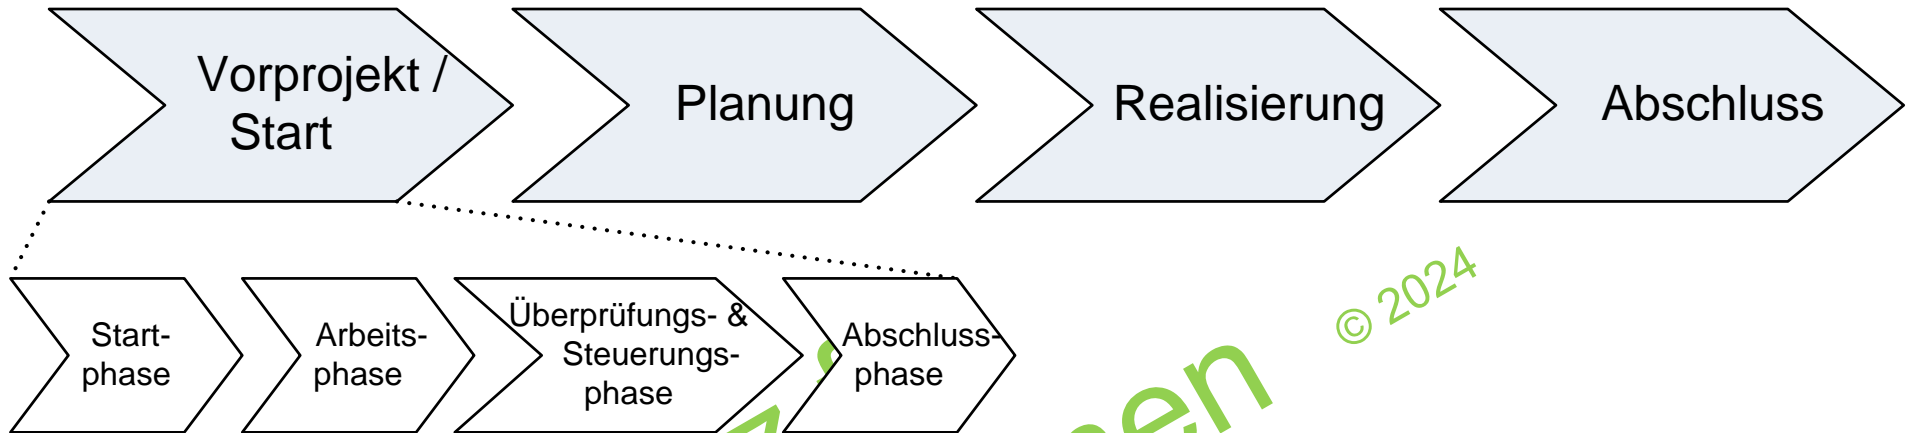 Vorprojekt /
Start
Planung
Realisierung
Abschluss
Start-
phase
Arbeits-
phase
Überprüfungs- &
Steuerungs-
phase
Abschluss-
phase
© 2024